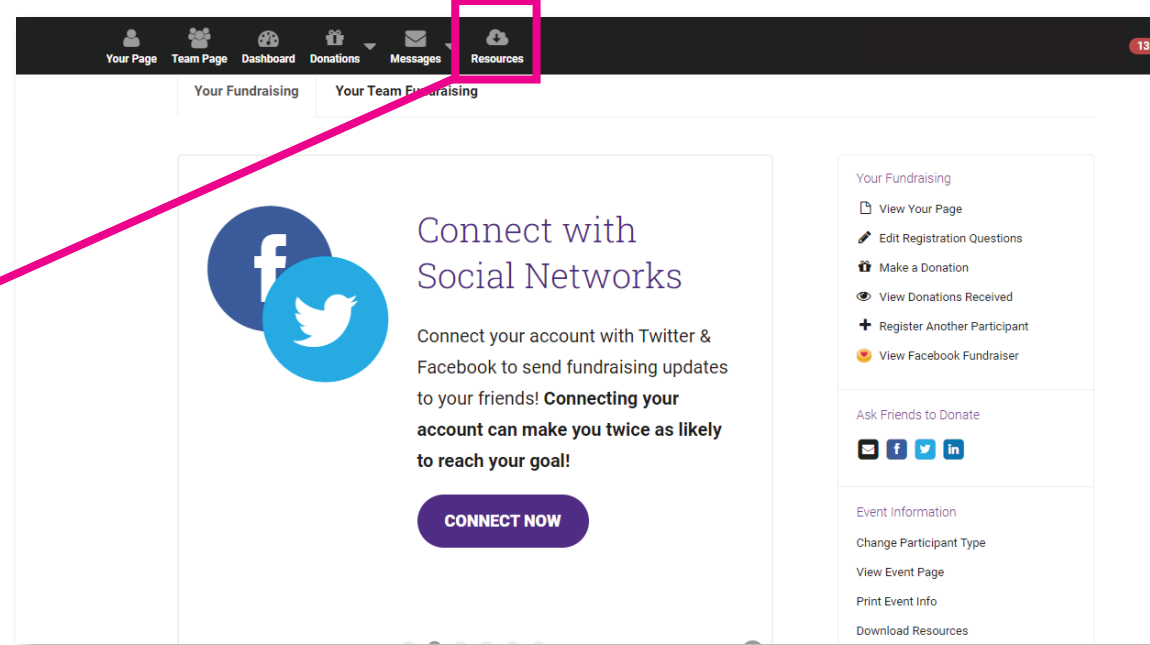 Your Page Team Page Dashboard Donations Messages Resources
13
Your Fundraising Your Team Fundraising
Connect with
Social Networks
Connect your account with Twitter &
Facebook to send fundraising updates
to your friends! Connecting your
account can make you twice as likely
to reach your goal!
CONNECT NOW
Your Fundraising
View Your Page
Edit Registration Questions
Make a Donation
View Donations Received
Register Another Participant
View Facebook Fundraiser
Ask Friends to Donate
f in
Event Information
Change Participant Type
View Event Page
Print Event Info
Download Resources